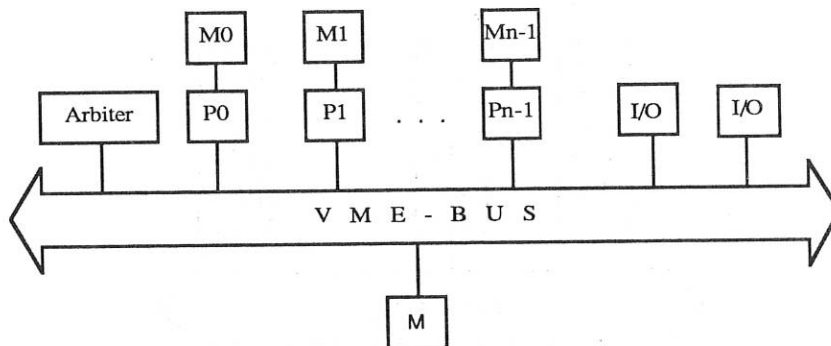 M0 M1 Mn-1
Arbiter P0 P1 . . . Pn-1 I/O I/O
V M E - B U S
M